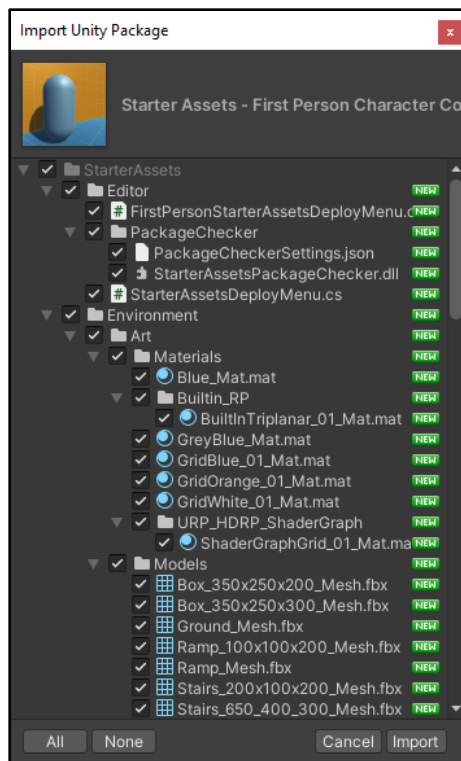 Import Unity Package
x
Starter Assets - First Person Character Co
StarterAssets
Editor NEW
FirstPersonStarterAssetsDeployMenu.c NEW
PackageChecker NEW
PackageCheckerSettings.json NEW
StarterAssetsPackageChecker.dll NEW
# StarterAssetsDeployMenu.cs NEW
Environment NEW
Art NEW
Materials NEW
Blue_Mat.mat NEW
Builtin_RP NEW
BuiltInTriplanar_01_Mat.mat NEW
GreyBlue_Mat.mat NEW
GridBlue_01_Mat.mat NEW
GridOrange_01_Mat.mat NEW
GridWhite_01_Mat.mat NEW
URP_HDRP_ShaderGraph NEW
ShaderGraphGrid_01_Mat.ma NEW
Models NEW
Box_350x250x200_Mesh.fbx NEW
Box_350x250x300_Mesh.fbx NEW
Ground_Mesh.fbx NEW
Ramp_100x100x200_Mesh.fbx NEW
Ramp_Mesh.fbx NEW
Stairs_200x100x200_Mesh.fbx NEW
Stairs_650_400_300_Mesh.fbx NEW
All None Cancel Import